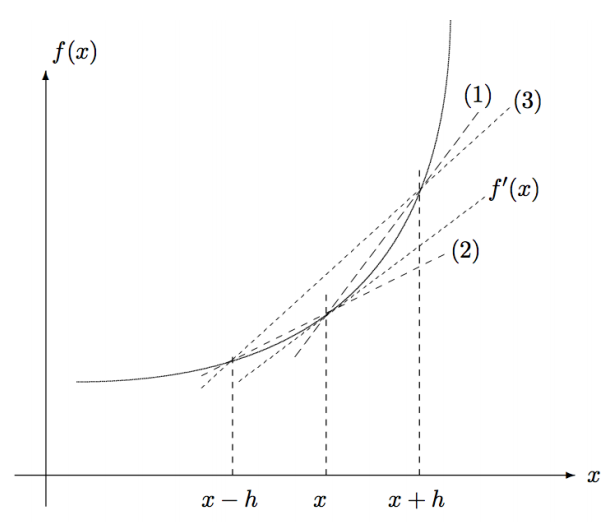 f(x)
(1)
(3)
f′(x)
(2)
x
x − h
x
x + h